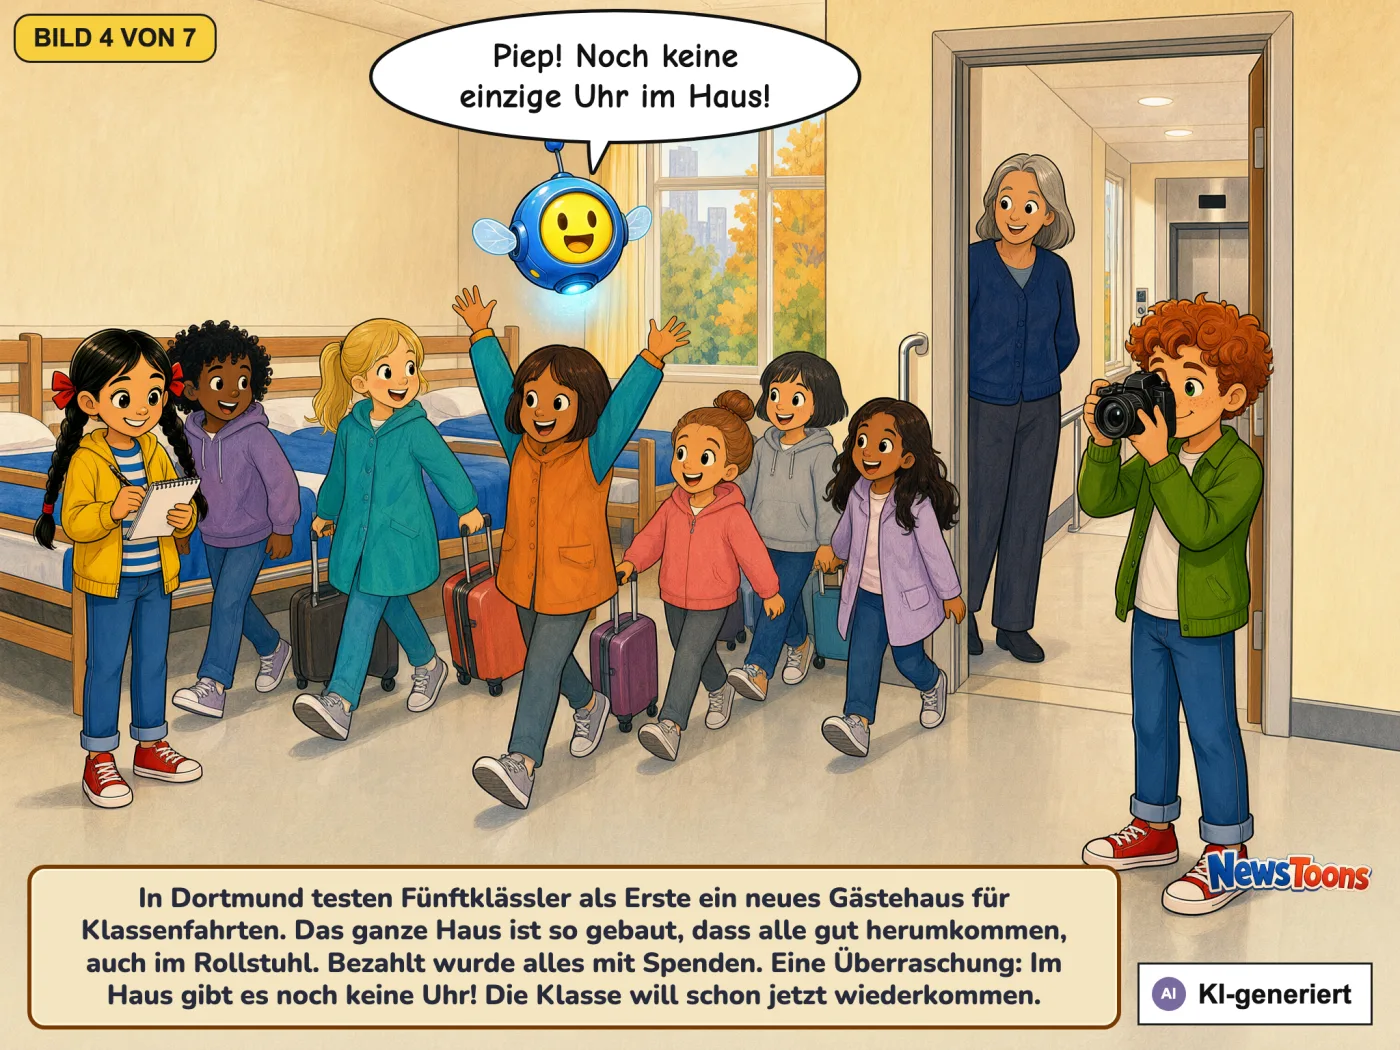 BILD 4 VON 7
Piep! Noch keine
einzige Uhr im Haus!
In Dortmund testen Fünftklässler als Erste ein neues Gästehaus für
Klassenfahrten. Das ganze Haus ist so gebaut, dass alle gut herumkommen,
auch im Rollstuhl. Bezahlt wurde alles mit Spenden. Eine Überraschung: Im
Haus gibt es noch keine Uhr! Die Klasse will schon jetzt wiederkommen.
NewsToons
AI KI-generiert